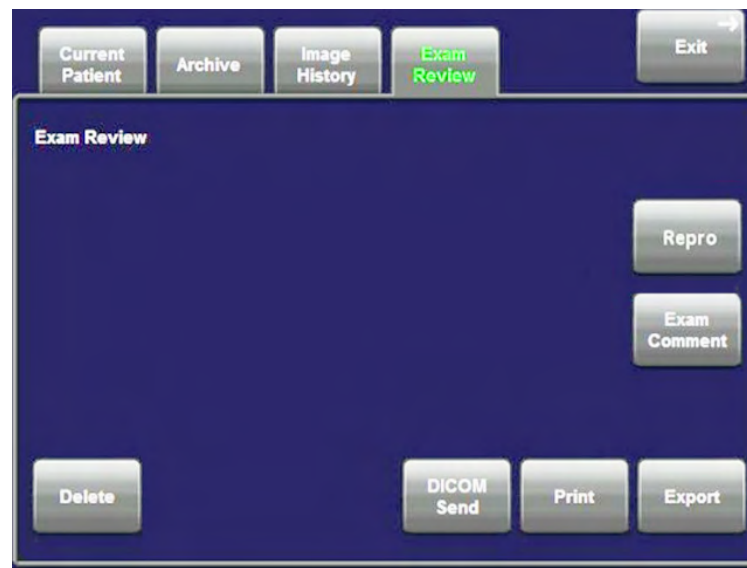 Current
Patient
Archive
Image
History
Exam
Review
Exit
Exam Review
Repro
Exam
Comment
Delete
DICOM
Send
Print
Export